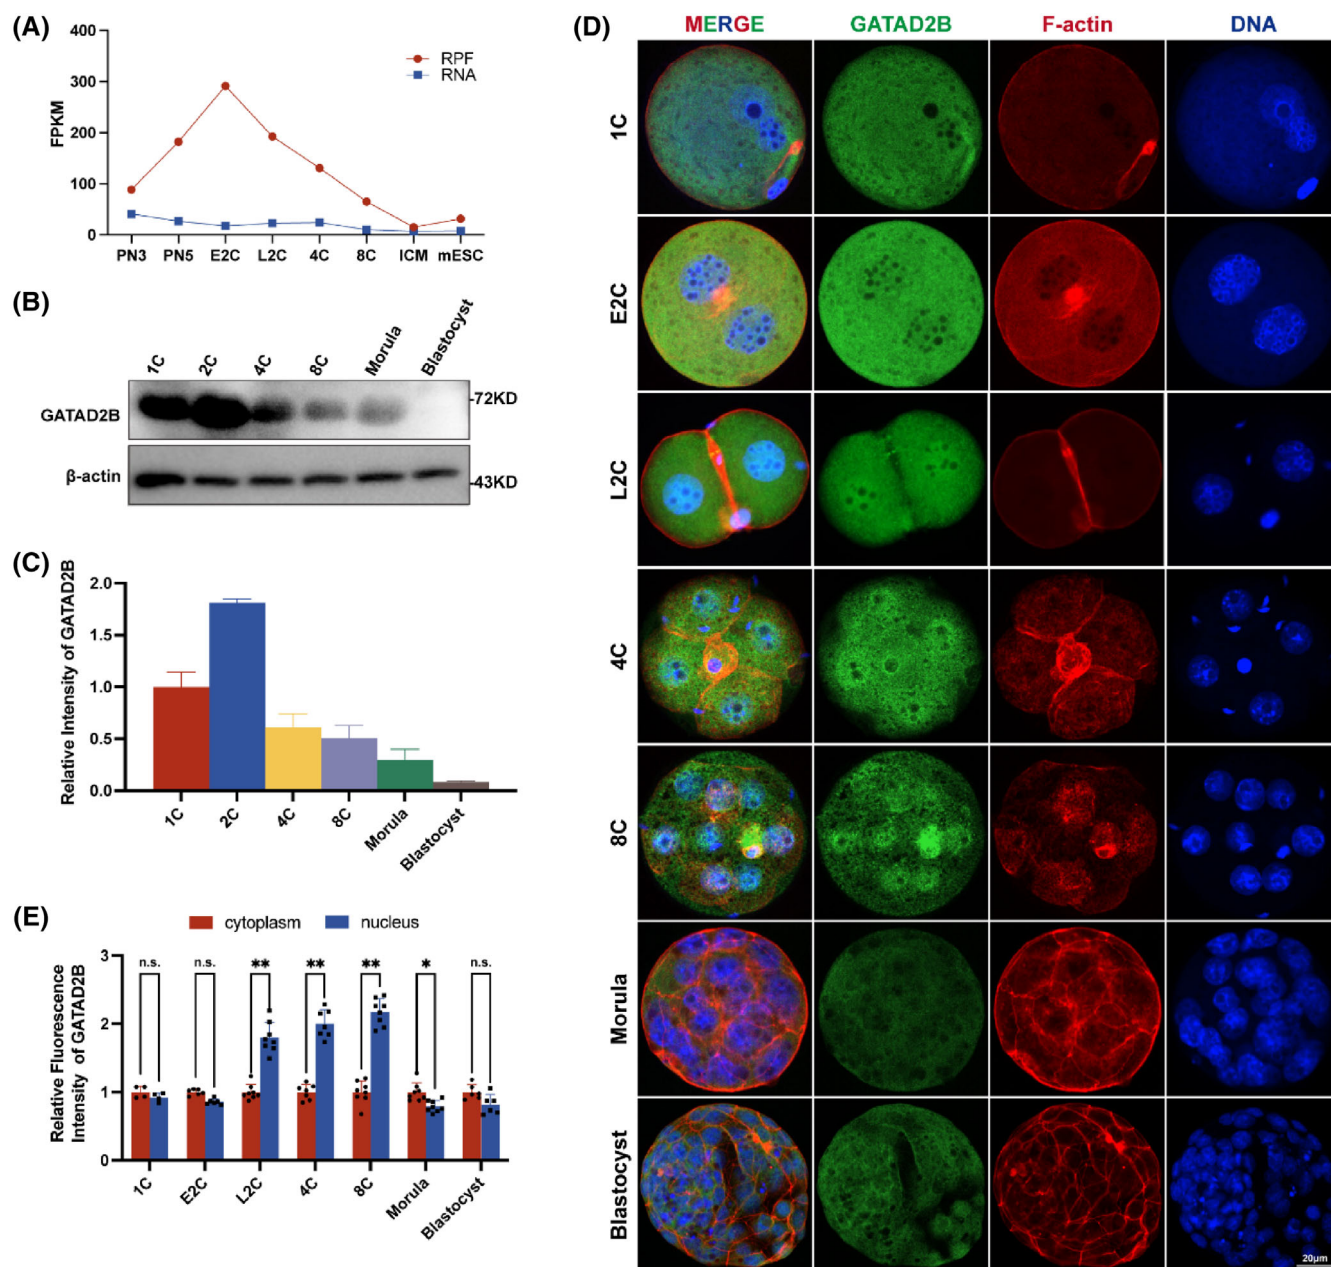 (A)
FPKM
400
300
200
100
0
RPF
RNA
PN3 PN5 E2C L2C 4C 8C ICM mESC
(B)
1C 2C 4C 8C Morula Blastocyst
GATAD2B
-72KD
β-actin
-43KD
(C)
Relative Intensity of GATAD2B
2.0
1.5
1.0
0.5
0.0
1C 2C 4C 8C Morula Blastocyst
(E)
cytoplasm nucleus
Relative Fluorescence
Intensity of GATAD2B
3
2
1
0
n.s. n.s. ** ** ** * n.s.
1C E2C L2C 4C 8C Morula Blastocyst
(D)
MERGE GATAD2B F-actin DNA
1C
E2C
L2C
4C
8C
Morula
Blastocyst
20μm